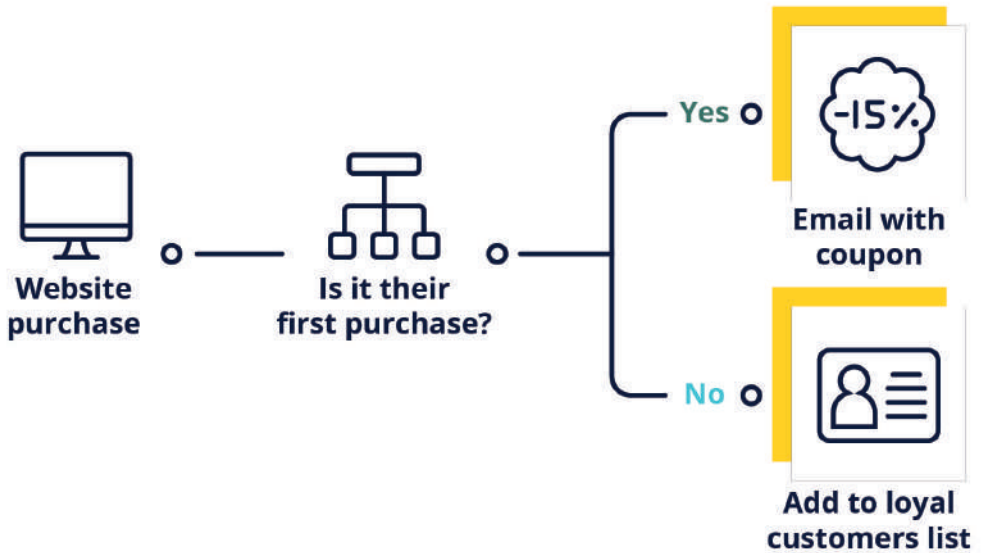 Website
purchase
Is it their
first purchase?
Yes
-15%
Email with
coupon
No
Add to loyal
customers list